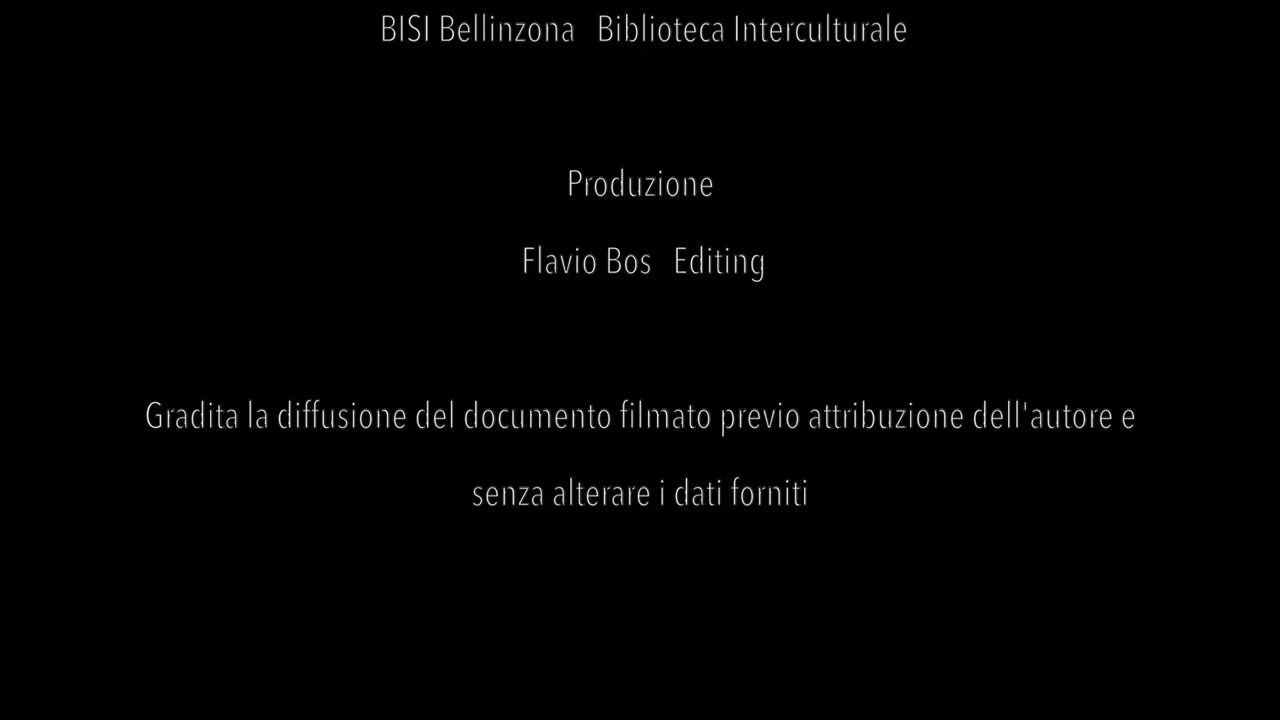 BISI Bellinzona   Biblioteca Interculturale
Produzione
Flavio Bos   Editing
Gradita la diffusione del documento filmato previo attribuzione dell'autore e
senza alterare i dati forniti